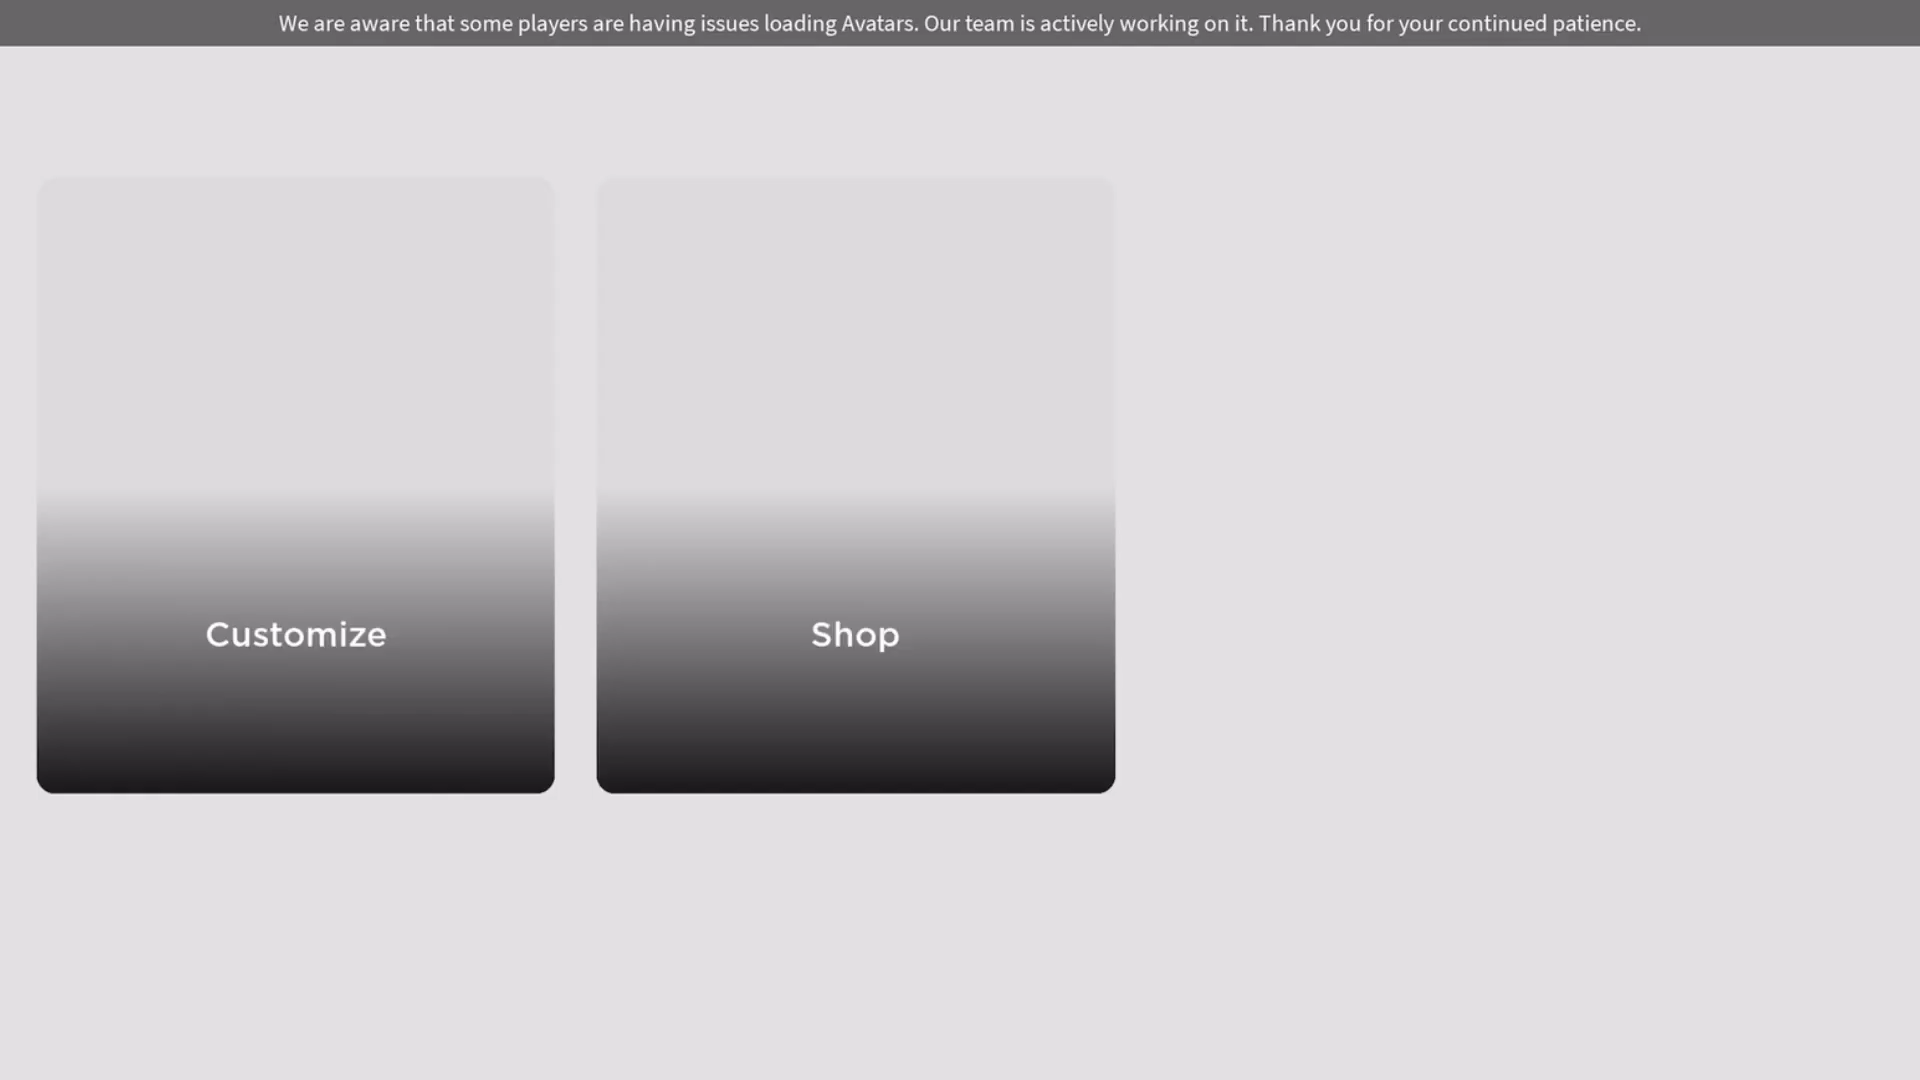 We are aware that some players are having issues loading Avatars. Our team is actively working on it. Thank you for your continued patience.
Customize
Shop